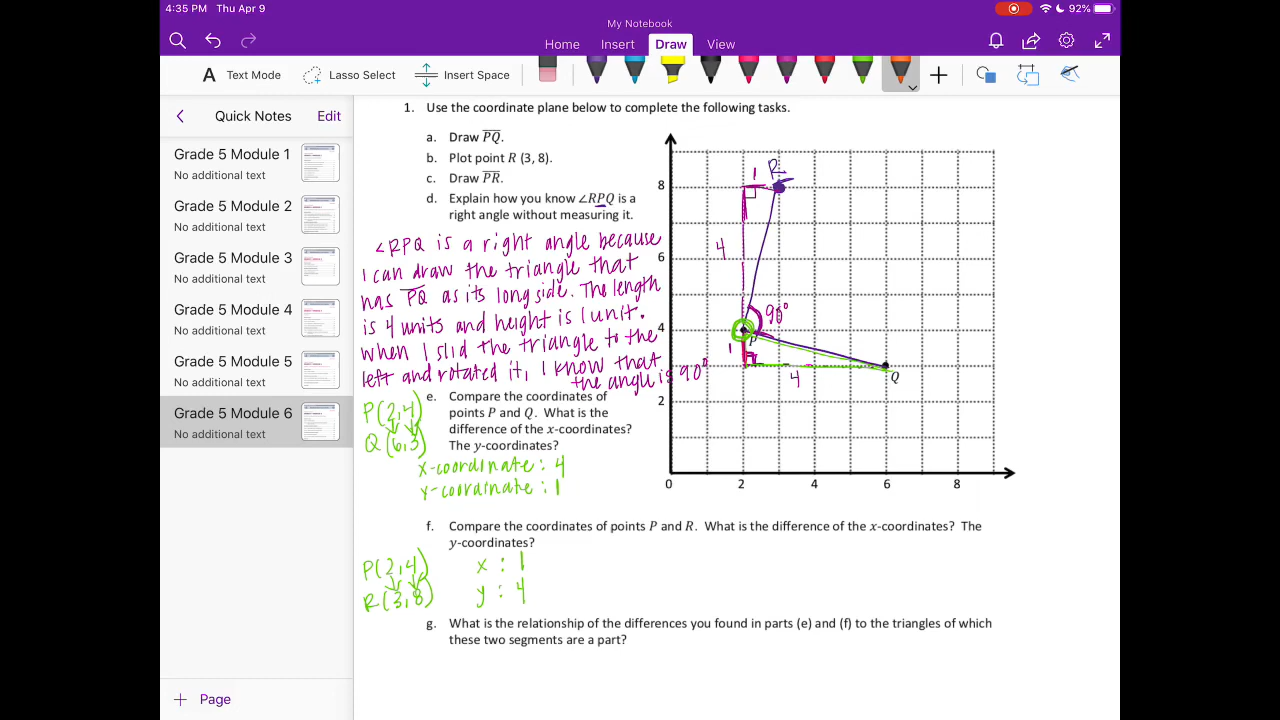 4:35 PM Thu Apr 9
92%
My Notebook
Home Insert Draw View
Text Mode Lasso Select Insert Space
Quick Notes Edit
Grade 5 Module 1
No additional text
Grade 5 Module 2
No additional text
Grade 5 Module 3
No additional text
Grade 5 Module 4
No additional text
Grade 5 Module 5
No additional text
Grade 5 Module 6
No additional text
Page
1. Use the coordinate plane below to complete the following tasks.
a. Draw PQ.
b. Plot point R (3, 8).
c. Draw PR.
d. Explain how you know ∠RPQ is a
right angle without measuring it.
∠RPQ is a right angle because
I can draw the triangle that
has PQ as its long side. The length
is 4 units and height is 1 unit.
When I slid the triangle to the
left and rotated it, I know that
the angle is 90°
e. Compare the coordinates of
points P and Q. What is the
difference of the x-coordinates?
The y-coordinates?
P(2,4)
Q(6,3)
x-coordinate: 4
y-coordinate: 1
f. Compare the coordinates of points P and R. What is the difference of the x-coordinates? The
y-coordinates?
P(2,4) x : 1
R(3,8) y : 4
g. What is the relationship of the differences you found in parts (e) and (f) to the triangles of which
these two segments are a part?
R
1
8
4
6
90°
4
P
1
4
Q
2
0 2 4 6 8